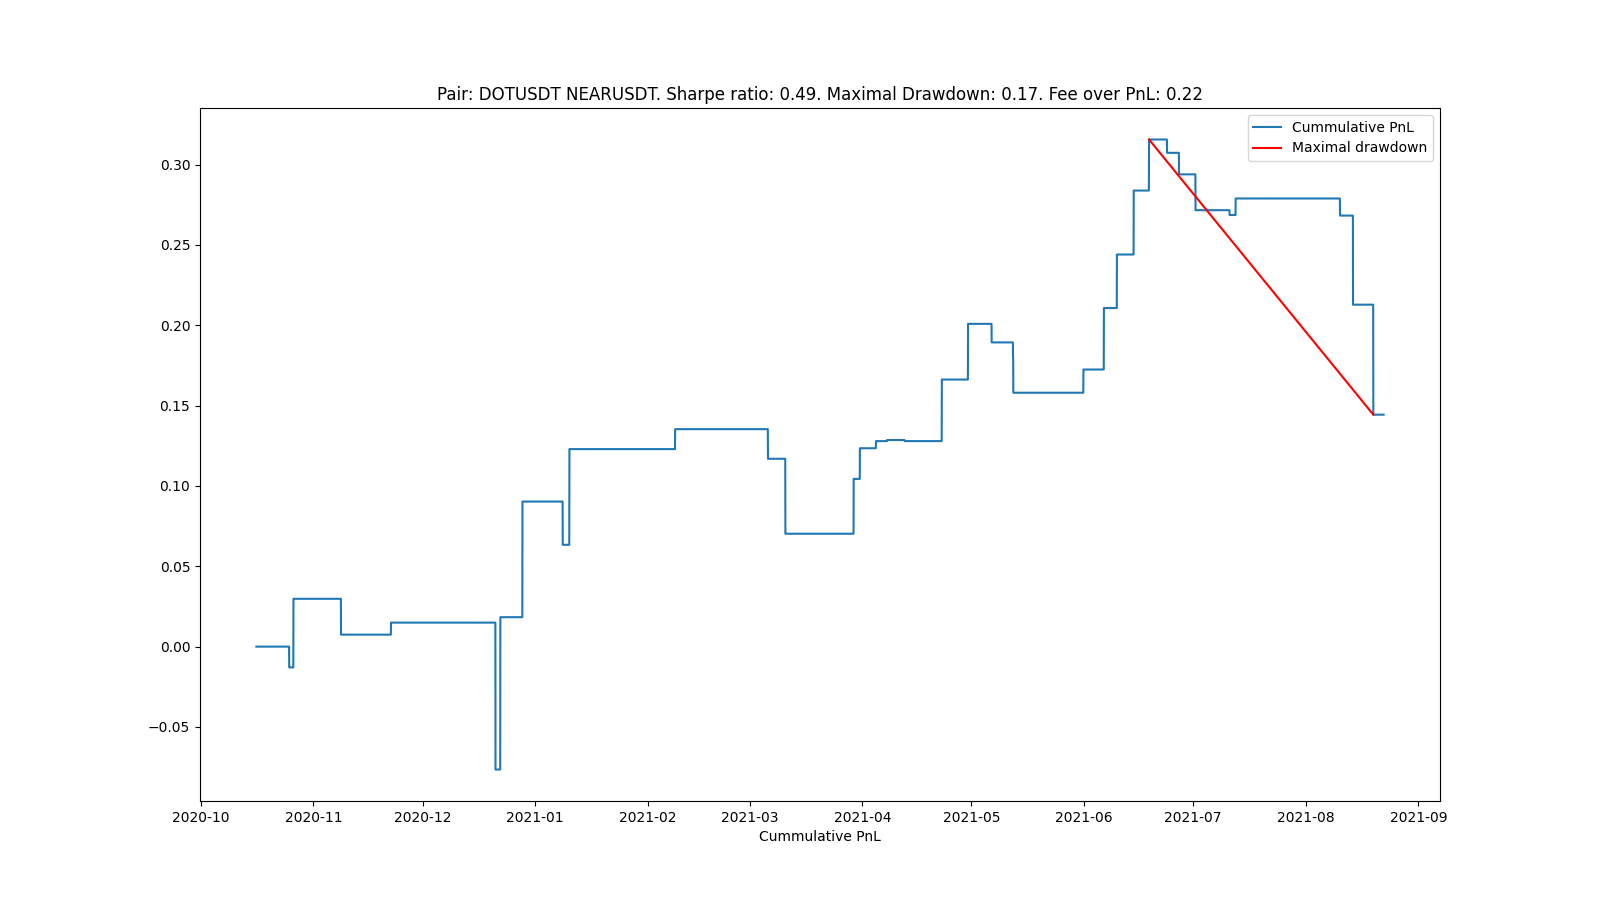 Pair: DOTUSDT NEARUSDT. Sharpe ratio: 0.49. Maximal Drawdown: 0.17. Fee over PnL: 0.22
Cummulative PnL
Maximal drawdown
0.30
0.25
0.20
0.15
0.10
0.05
0.00
−0.05
2020-10 2020-11 2020-12 2021-01 2021-02 2021-03 2021-04 2021-05 2021-06 2021-07 2021-08 2021-09
Cummulative PnL